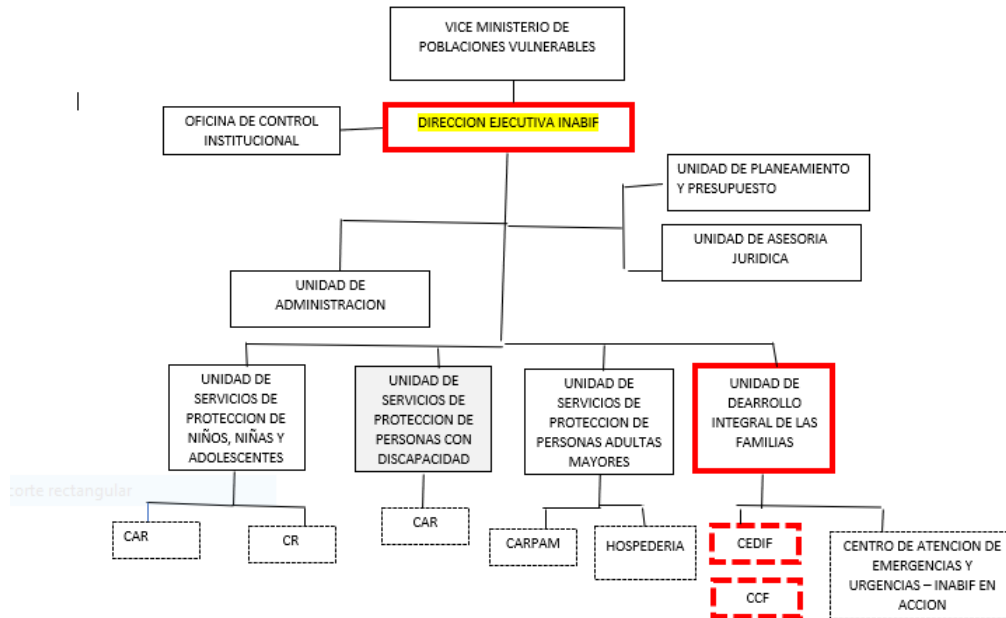 VICE MINISTERIO DE
POBLACIONES VULNERABLES
OFICINA DE CONTROL
INSTITUCIONAL
DIRECCION EJECUTIVA INABIF
UNIDAD DE PLANEAMIENTO
Y PRESUPUESTO
UNIDAD DE ASESORIA
JURIDICA
UNIDAD DE
ADMINISTRACION
UNIDAD DE
SERVICIOS DE
PROTECCION DE
NIÑOS, NIÑAS Y
ADOLESCENTES
UNIDAD DE
SERVICIOS DE
PROTECCION DE
PERSONAS CON
DISCAPACIDAD
UNIDAD DE
SERVICIOS DE
PROTECCION DE
PERSONAS ADULTAS
MAYORES
UNIDAD DE
DEARROLLO
INTEGRAL DE LAS
FAMILIAS
corte rectangular
CAR
CR
CAR
CARPAM
HOSPEDERIA
CEDIF
CCF
CENTRO DE ATENCION DE
EMERGENCIAS Y
URGENCIAS – INABIF EN
ACCION